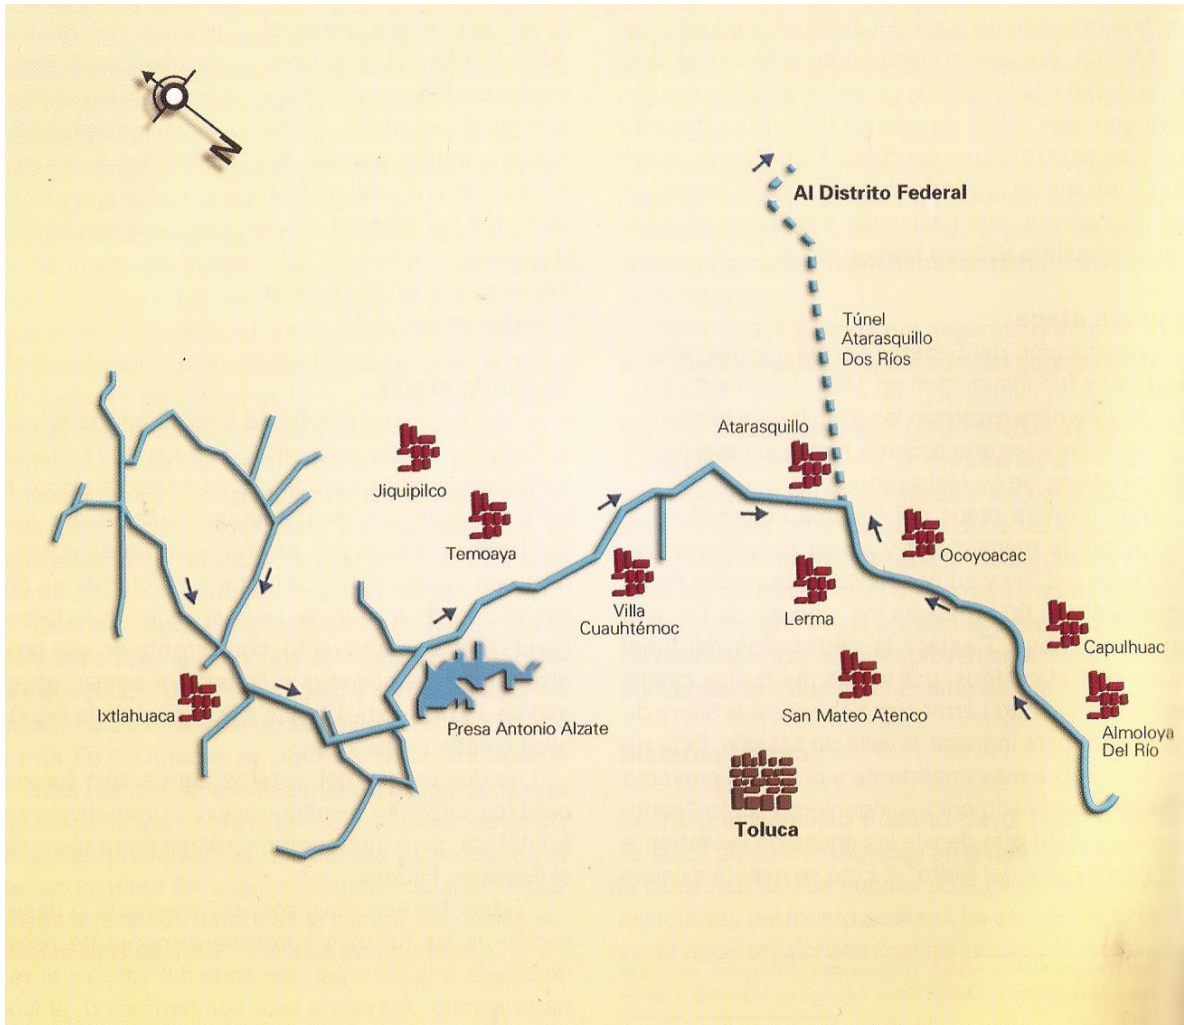 N
Al Distrito Federal
Túnel
Atarasquillo
Dos Ríos
Atarasquillo
Jiquipilco
Temoaya
Ocoyoacac
Villa
Cuauhtémoc
Lerma
Capulhuac
Ixtlahuaca
Presa Antonio Alzate
San Mateo Atenco
Almoloya
Del Río
Toluca